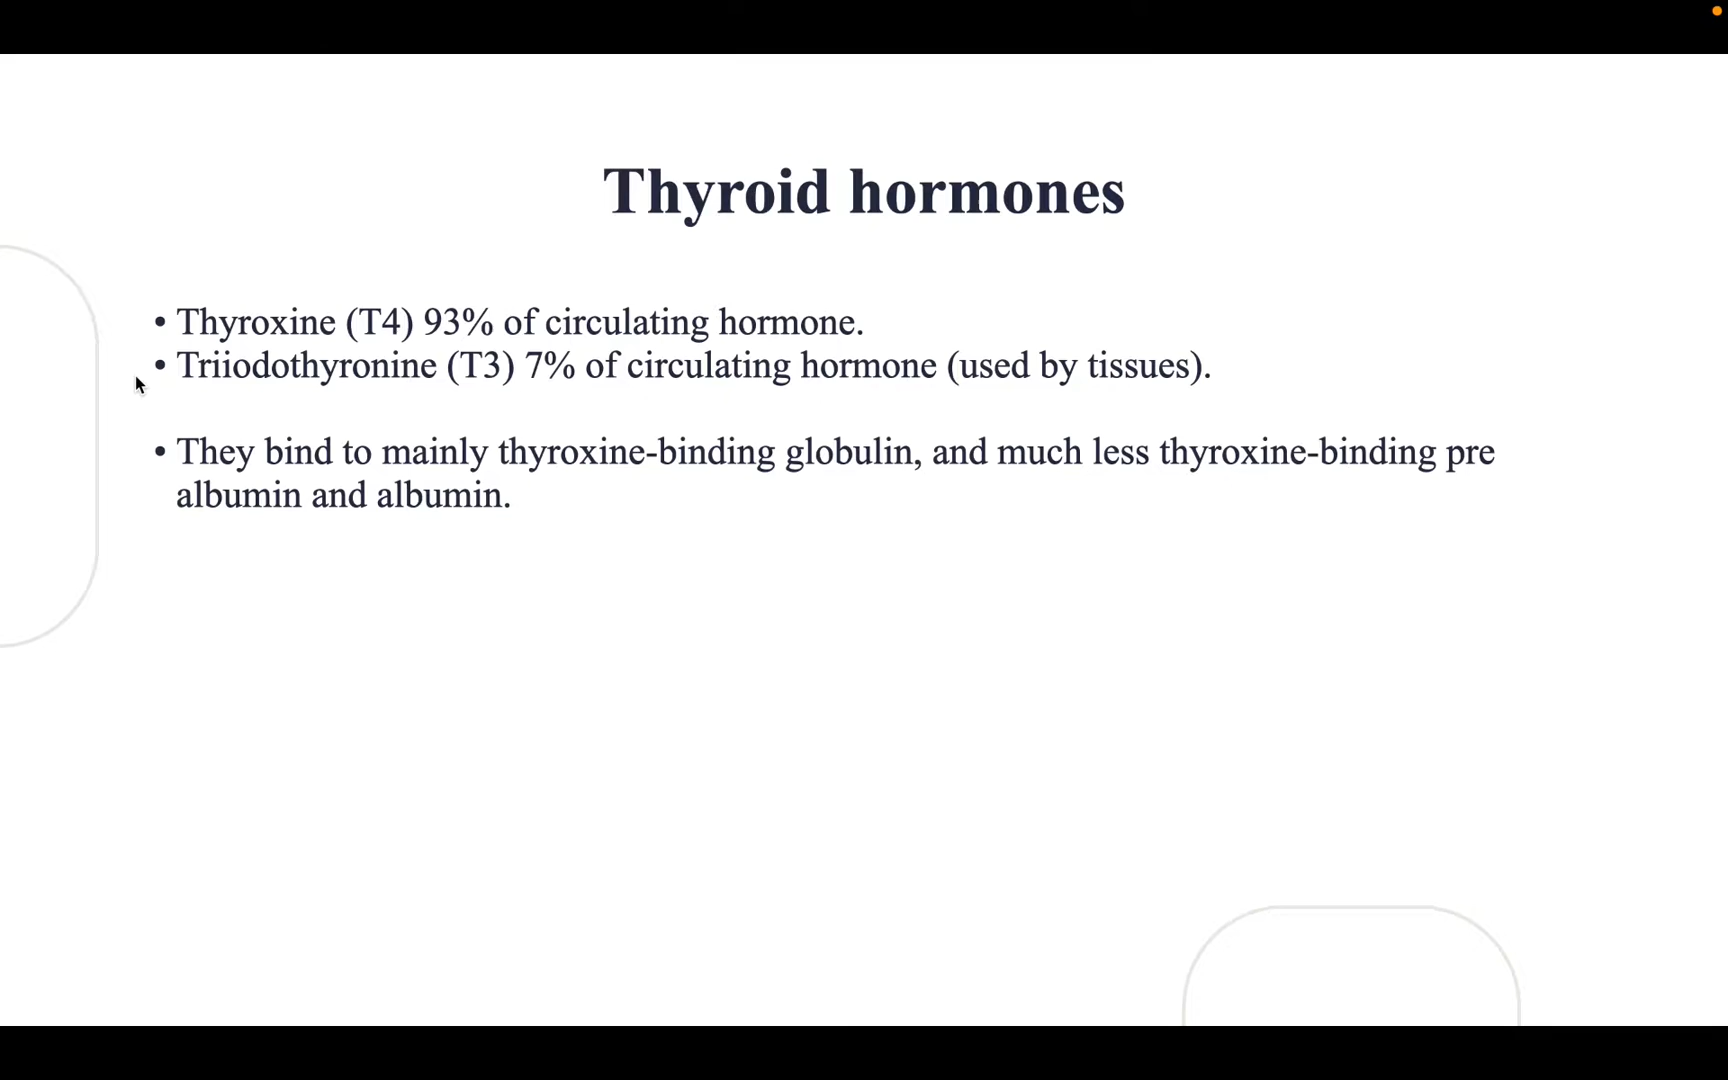 Thyroid hormones
• Thyroxine (T4) 93% of circulating hormone.
• Triiodothyronine (T3) 7% of circulating hormone (used by tissues).
• They bind to mainly thyroxine-binding globulin, and much less thyroxine-binding pre
albumin and albumin.